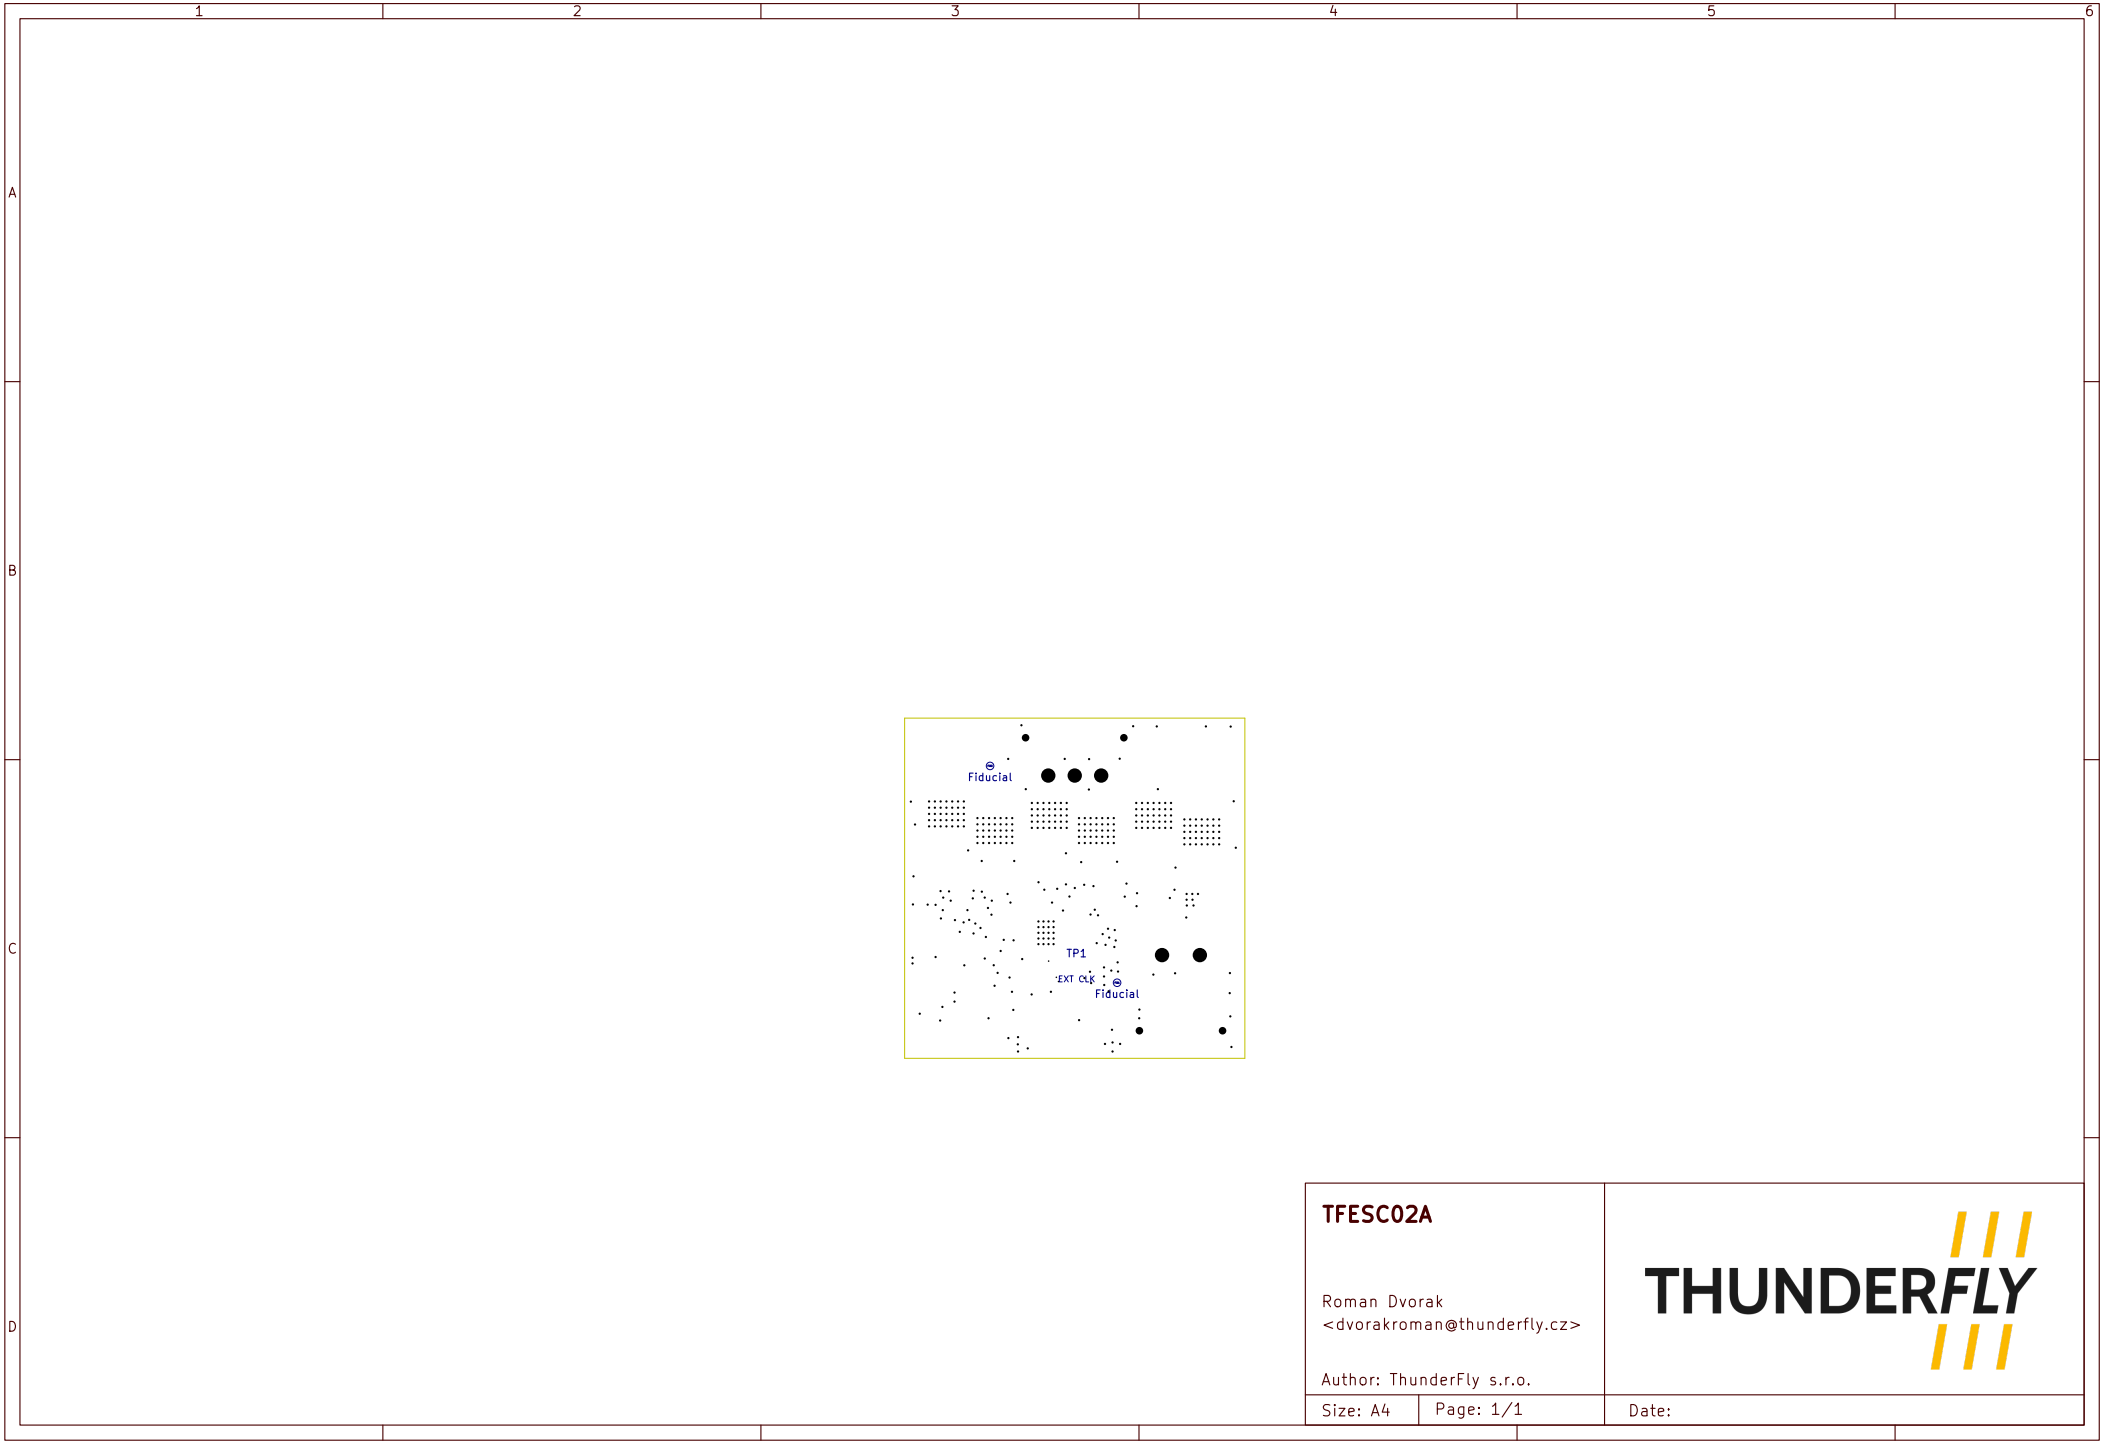 1 2 3 4 5 6
A
B
Fiducial
C
TP1
EXT CLK
Fiducial
TFESC02A
THUNDERFLY
Roman Dvorak
<dvorakroman@thunderfly.cz>
D
Author: ThunderFly s.r.o.
Size: A4 Page: 1/1 Date: